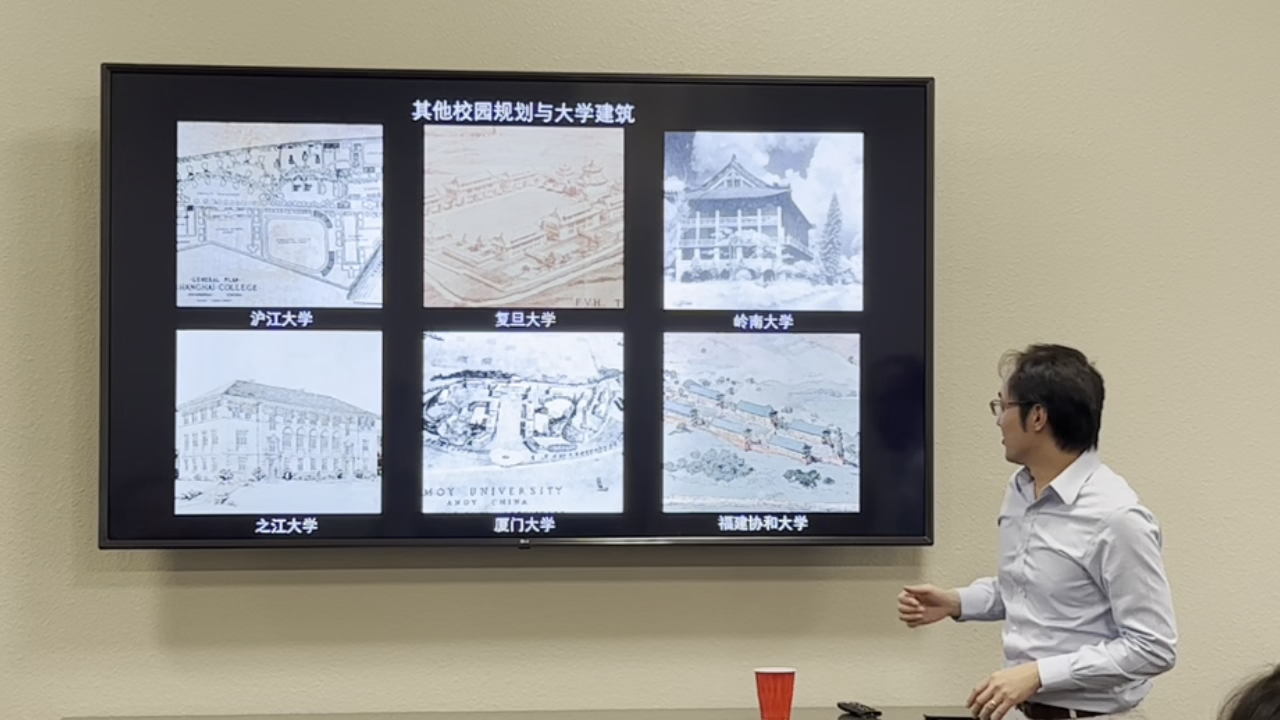 其他校园规划与大学建筑
GENERAL PLAN
SHANGHAI COLLEGE
沪江大学
复旦大学
岭南大学
之江大学
MOY UNIVERSITY
AMOY CHINA
厦门大学
福建协和大学